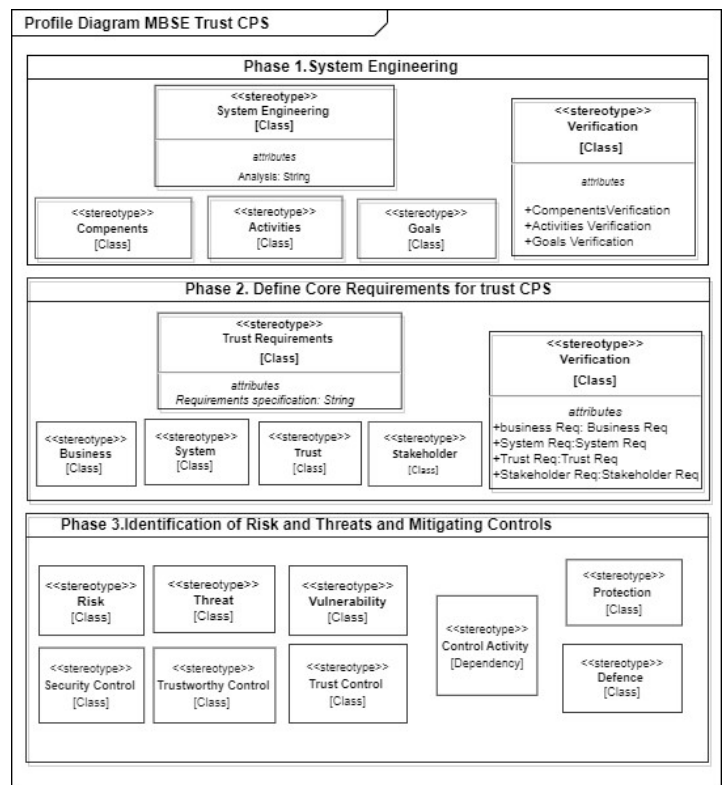 Profile Diagram MBSE Trust CPS
Phase 1.System Engineering
<<stereotype>>
System Engineering
[Class]
attributes
Analysis: String
<<stereotype>>
Verification
[Class]
attributes
+CompenentsVerification
+Activities Verification
+Goals Verification
<<stereotype>>
Compenents
[Class]
<<stereotype>>
Activities
[Class]
<<stereotype>>
Goals
[Class]
Phase 2. Define Core Requirements for trust CPS
<<stereotype>>
Trust Requirements
[Class]
attributes
Requirements specification: String
<<stereotype>>
Verification
[Class]
attributes
+business Req: Business Req
+System Req:System Req
+Trust Req:Trust Req
+Stakeholder Req:Stakeholder Req
<<stereotype>>
Business
[Class]
<<stereotype>>
System
[Class]
<<stereotype>>
Trust
[Class]
<<stereotype>>
Stakeholder
[Class]
Phase 3.Identification of Risk and Threats and Mitigating Controls
<<stereotype>>
Risk
[Class]
<<stereotype>>
Threat
[Class]
<<stereotype>>
Vulnerability
[Class]
<<stereotype>>
Control Activity
[Dependency]
<<stereotype>>
Protection
[Class]
<<stereotype>>
Security Control
[Class]
<<stereotype>>
Trustworthy Control
[Class]
<<stereotype>>
Trust Control
[Class]
<<stereotype>>
Defence
[Class]